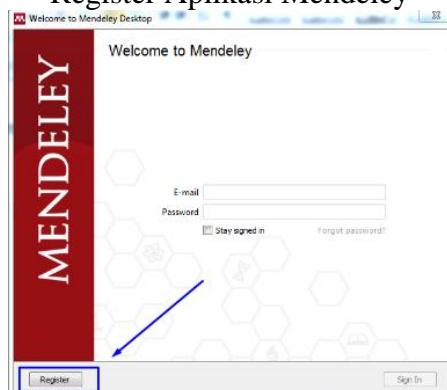 Register Aplikasi Mendeley
Welcome to Mendeley Desktop
Welcome to Mendeley
MENDELEY
E-mail
Password
Stay signed in Forgot password?
Register Sign In